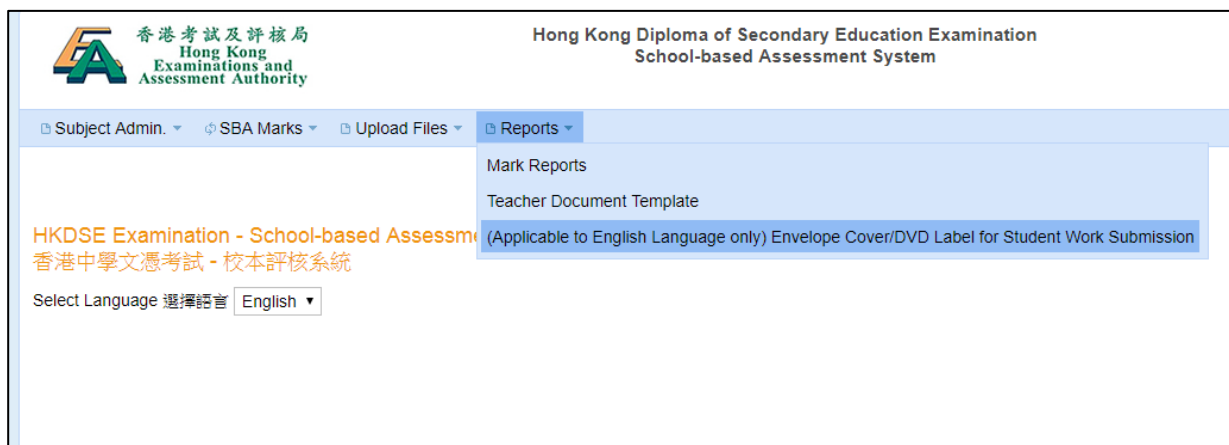 香港考試及評核局
Hong Kong
Examinations and
Assessment Authority
Hong Kong Diploma of Secondary Education Examination
School-based Assessment System
Subject Admin.
SBA Marks
Upload Files
Reports
Mark Reports
Teacher Document Template
(Applicable to English Language only) Envelope Cover/DVD Label for Student Work Submission
HKDSE Examination - School-based Assessme
香港中學文憑考試 - 校本評核系統
Select Language 選擇語言 English